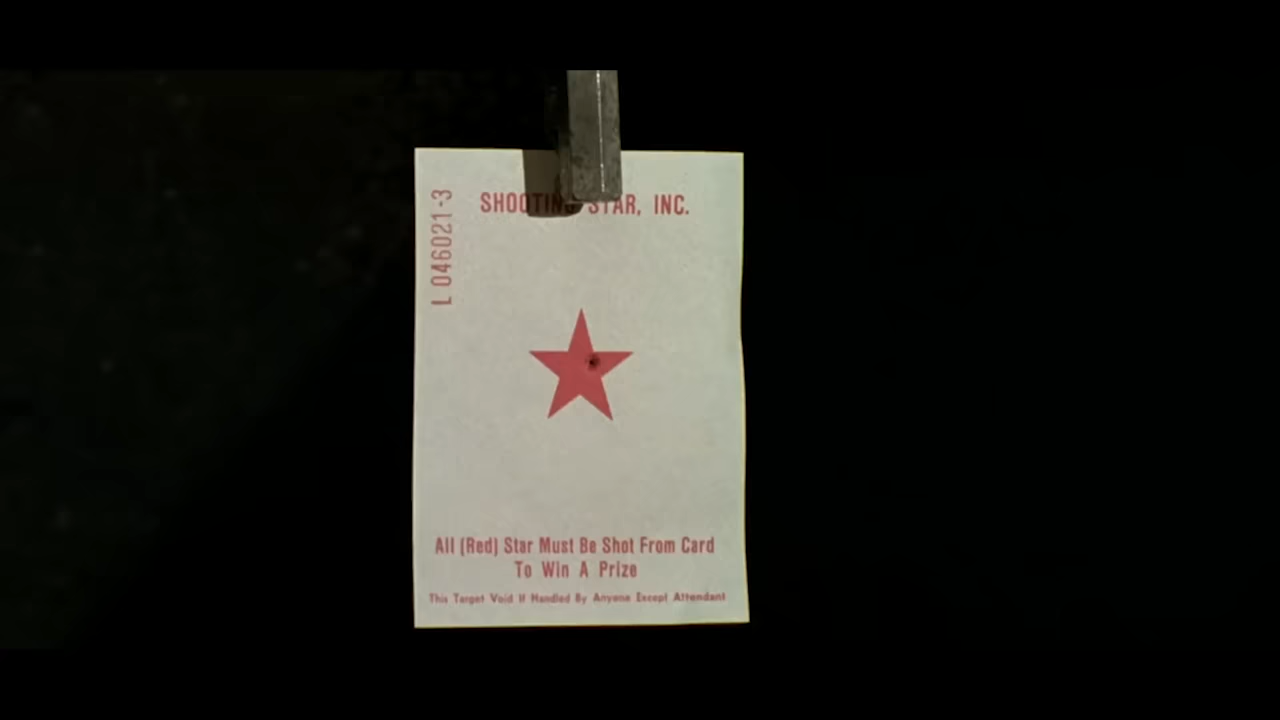 SHOOTING STAR, INC.
L 046021-3
All (Red) Star Must Be Shot From Card
To Win A Prize
This Target Void If Handled By Anyone Except Attendant